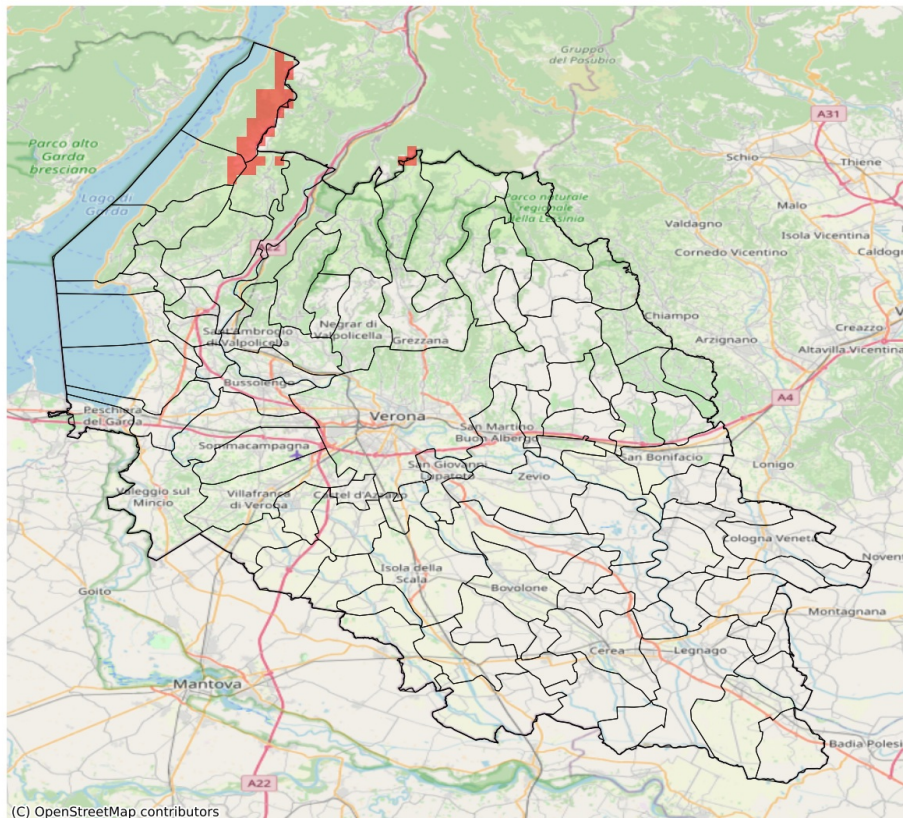 Gruppo
del Pasubio
A31
Parco alto
Garda
bresciano
Schio
Thiene
Lago di
Garda
Parco naturale
regionale
della Lessinia
Malo
Valdagno
Isola Vicentina
A22
Cornedo Vicentino
Caldogn
Chiampo
Sant'Ambrogio
di Valpolicella
Negrar di
Valpolicella
Grezzana
Arzignano
Creazzo
Altavilla Vicentina
Bussolengo
A4
Peschiera
del Garda
Verona
San Martino
Buon Albergo
Sommacampagna
San Bonifacio
Lonigo
San Giovanni
Lupatoto
Zevio
Valeggio sul
Mincio
Villafranca
di Verona
Castel d'Azzano
Cologna Veneta
Isola della
Scala
Bovolone
Goito
Montagnana
Cerea
Legnago
Mantova
Badia Polesi
A22
(C) OpenStreetMap contributors